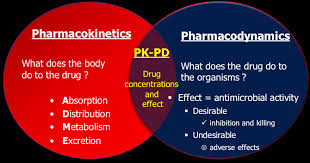 Pharmacokinetics
What does the body
do to the drug ?
• Absorption
• Distribution
• Metabolism
• Excretion
PK-PD
Drug
concentrations
and
effect
Pharmacodynamics
What does the drug do to
the organisms ?
• Effect = antimicrobial activity
• Desirable
✓ inhibition and killing
• Undesirable
☹ adverse effects